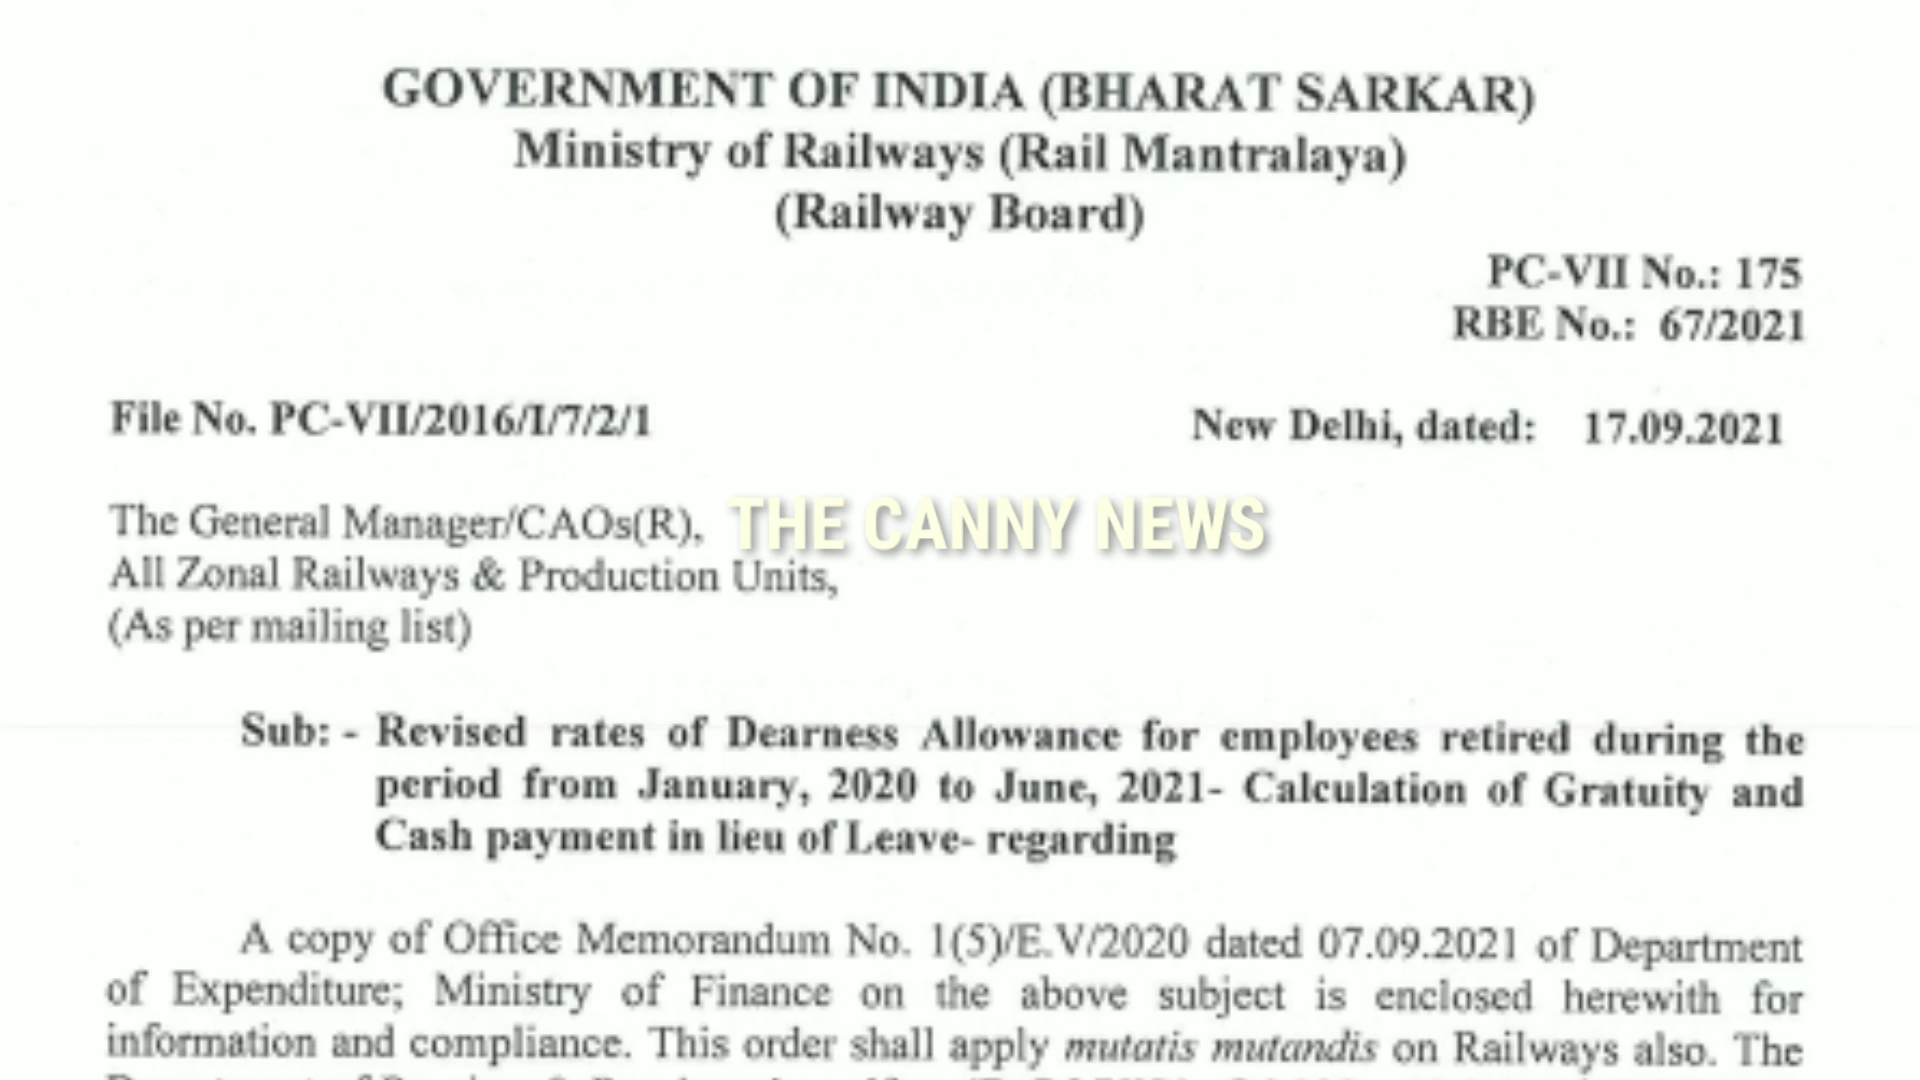 GOVERNMENT OF INDIA (BHARAT SARKAR)
Ministry of Railways (Rail Mantralaya)
(Railway Board)
PC-VII No.: 175
RBE No.: 67/2021
File No. PC-VII/2016/I/7/2/1
New Delhi, dated: 17.09.2021
The General Manager/CAOs(R),
THE CANNY NEWS
All Zonal Railways & Production Units,
(As per mailing list)
Sub: - Revised rates of Dearness Allowance for employees retired during the
period from January, 2020 to June, 2021- Calculation of Gratuity and
Cash payment in lieu of Leave- regarding
A copy of Office Memorandum No. 1(5)/E.V/2020 dated 07.09.2021 of Department
of Expenditure; Ministry of Finance on the above subject is enclosed herewith for
information and compliance. This order shall apply mutatis mutandis on Railways also. The